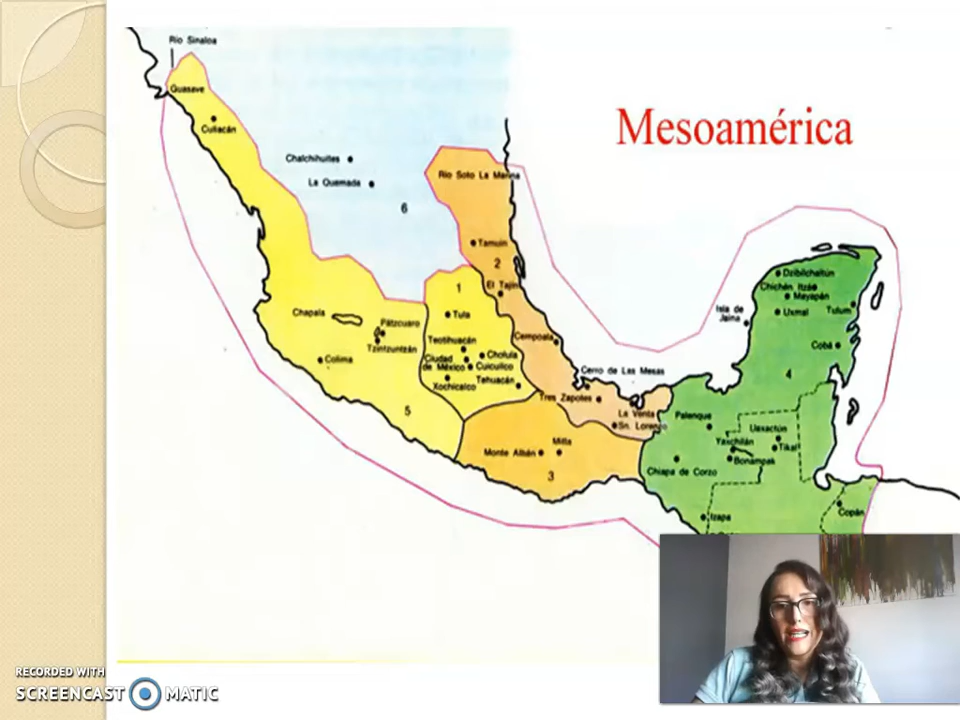 Río Sinaloa
Mesoamérica
Guasave
Culiacán
Chalchihuites
La Quemada
6
Río Soto La Marina
Tamuin
2
El Tajín
1
Tula
Chapala
Pátzcuaro
Tzintzuntzán
Colima
5
Teotihuacán
Ciudad
de México
Cholula
Cuicuilco
Xochicalco
Tehuacán
Cempoala
Cerro de Las Mesas
Tres Zapotes
La Venta
Sn. Lorenzo
Monte Albán
Mitla
3
Dzibilchaltún
Chichén Itzá
Mayapán
Isla de
Jaina
Uxmal
Tulum
Cobá
4
Palenque
Uaxactún
Yaxchilán
Tikal
Bonampak
Chiapa de Corzo
Izapa
Copán
RECORDED WITH
SCREENCAST MATIC